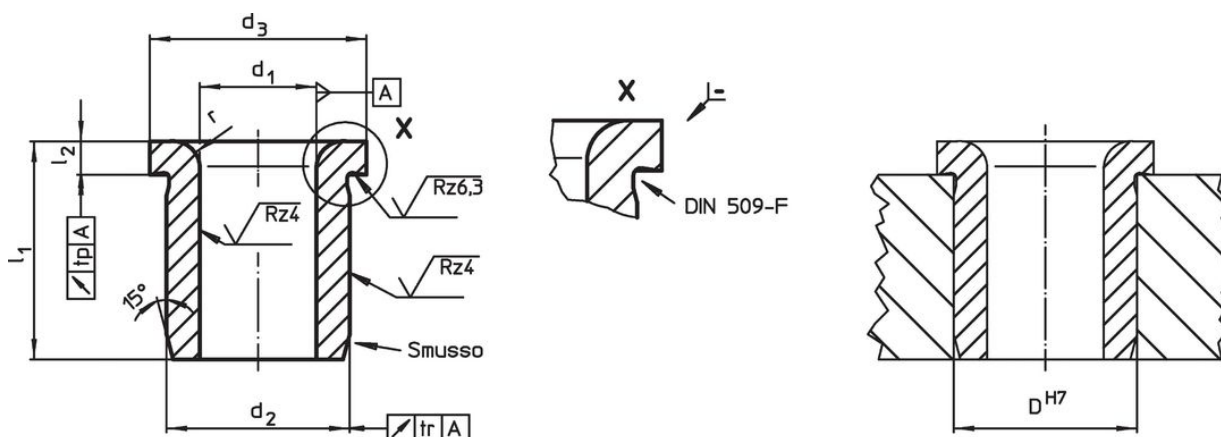 d3
d1
A
r
X
l2
Rz6,3
Rz4
tp A
l1
Rz4
15°
Smusso
d2
tr A
X
DIN 509-F
D H7